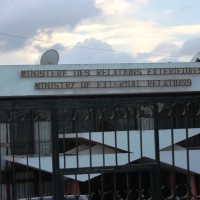 MINISTERE DES RELATIONS EXTERIEURES
MINISTRY OF EXTERNAL RELATIONS